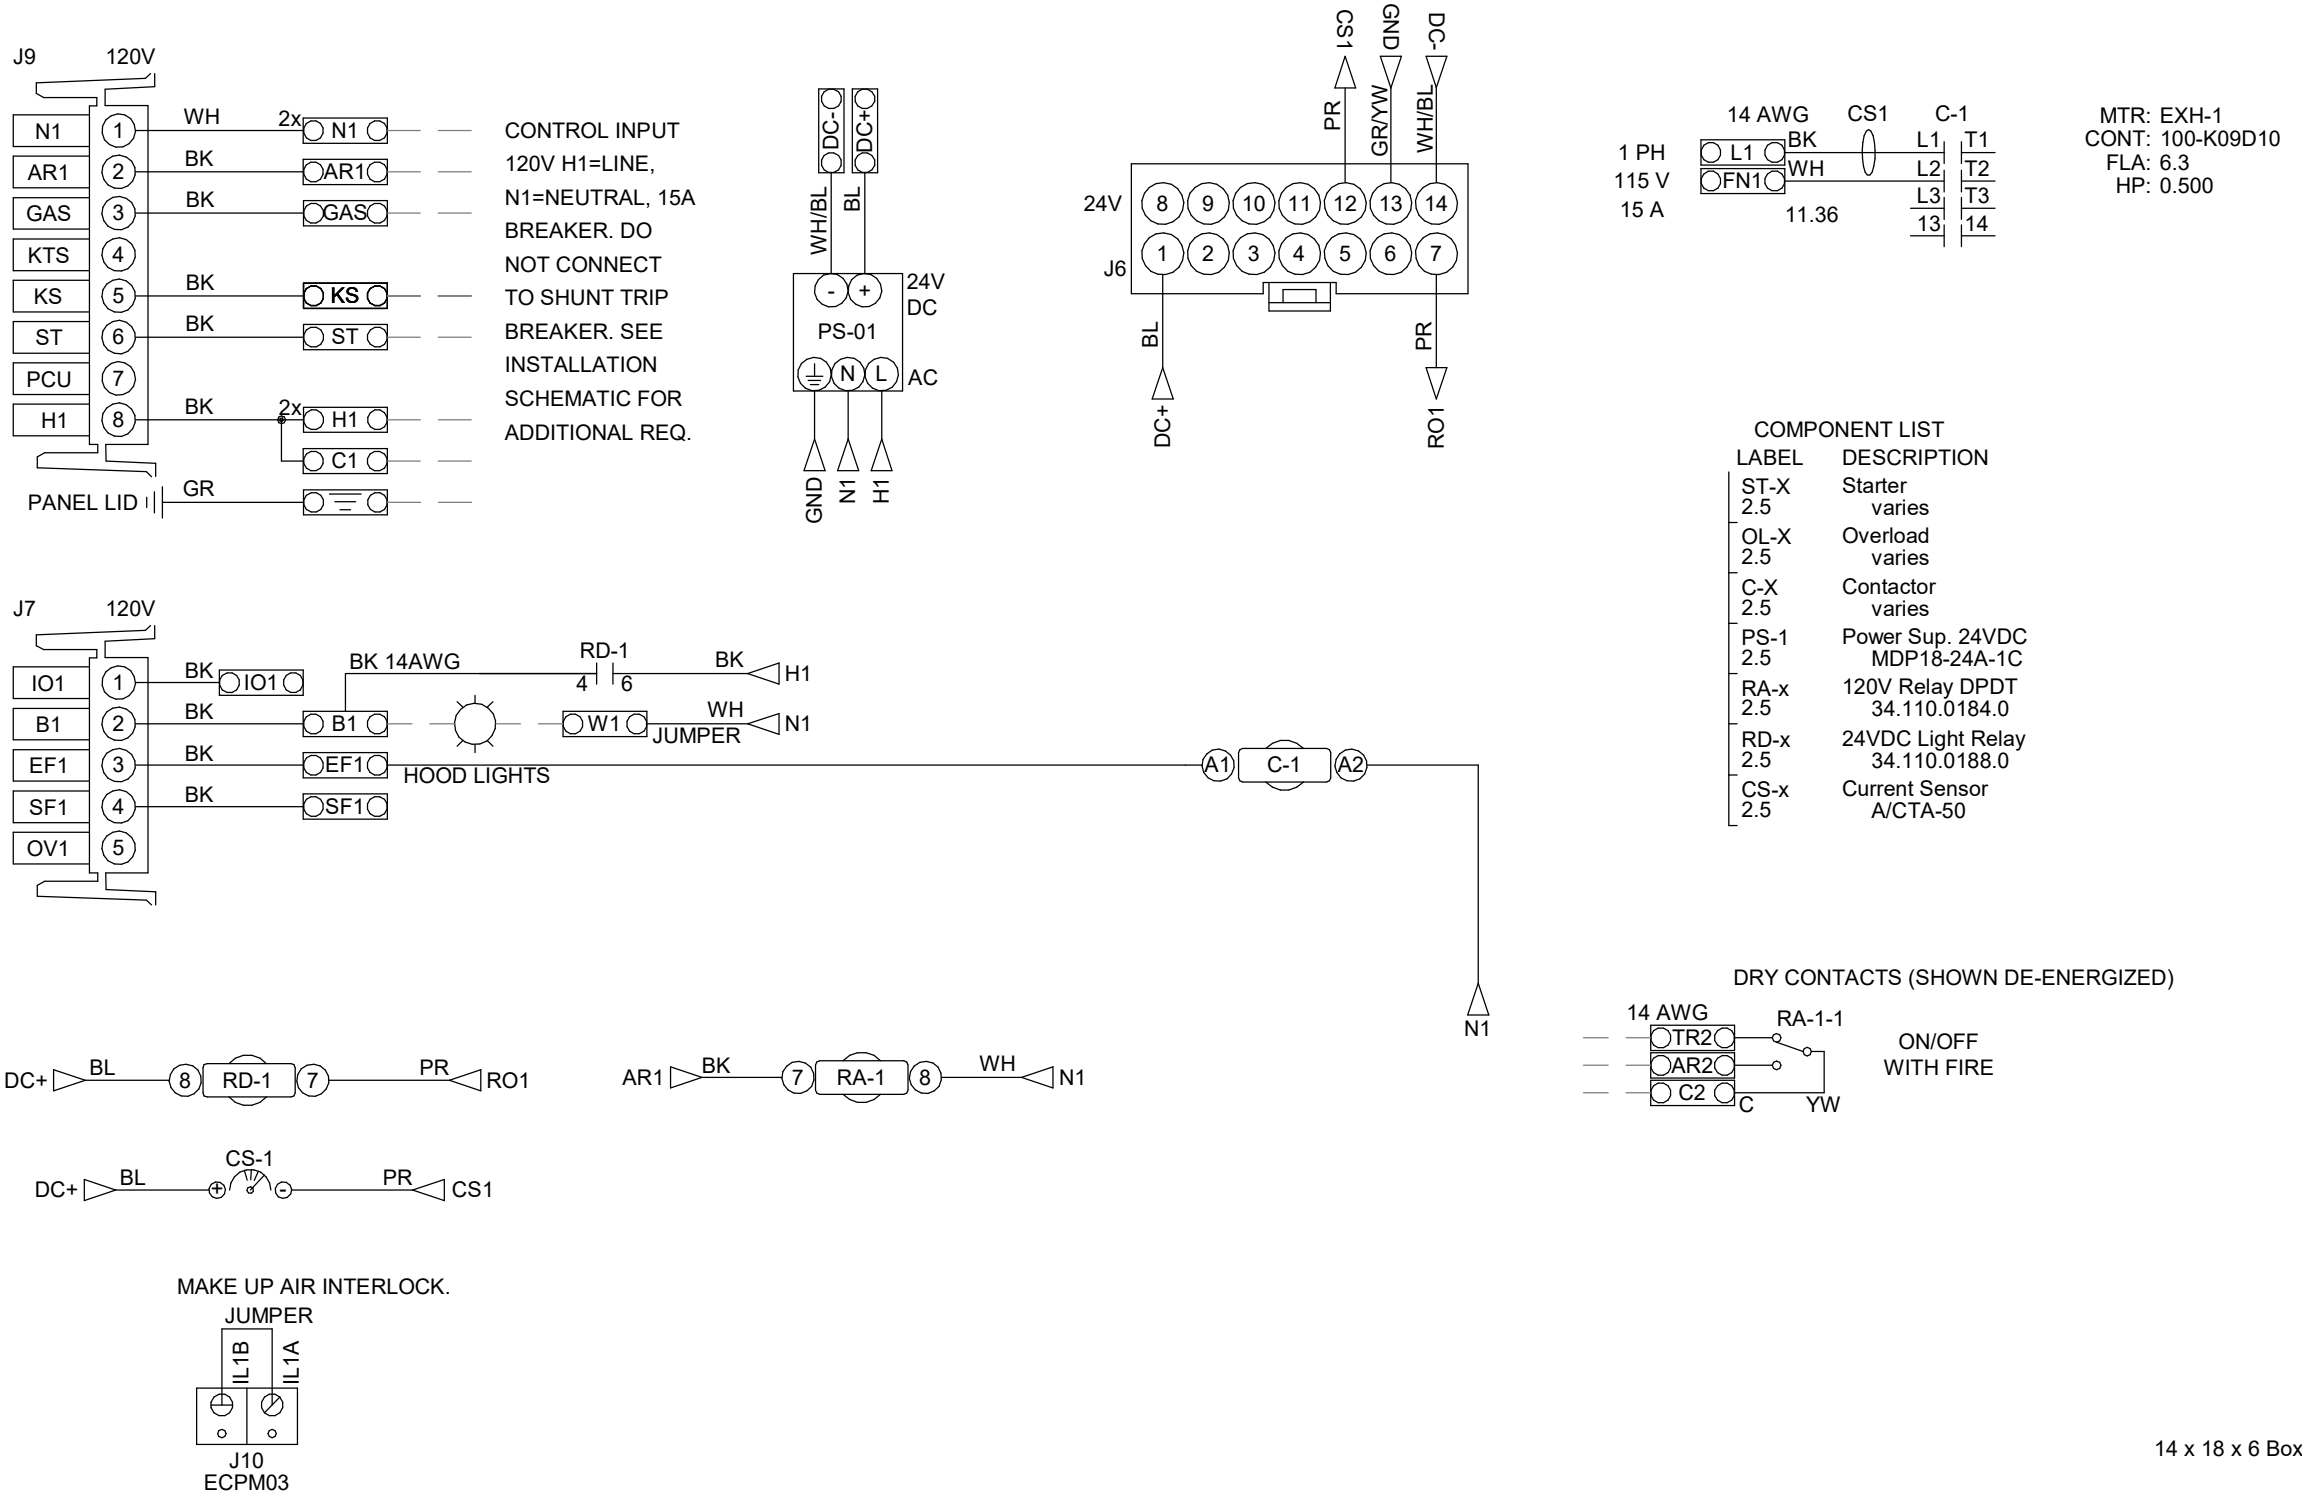 J9 120V
N1 1 WH 2x N1
AR1 2 BK AR1
GAS 3 BK GAS
KTS 4
KS 5 BK KS
ST 6 BK ST
PCU 7
H1 8 BK 2x H1
C1
PANEL LID GR
CONTROL INPUT
120V H1=LINE,
N1=NEUTRAL, 15A
BREAKER. DO
NOT CONNECT
TO SHUNT TRIP
BREAKER. SEE
INSTALLATION
SCHEMATIC FOR
ADDITIONAL REQ.
DC- DC+
WH/BL BL
- + 24V
DC
PS-01
N L AC
GND N1 H1
CS1 GND DC-
PR GR/YW WH/BL
24V 8 9 10 11 12 13 14
J6 1 2 3 4 5 6 7
BL PR
DC+ RO1
14 AWG CS1 C-1
1 PH L1 BK L1 T1
115 V FN1 WH L2 T2
15 A 11.36 L3 T3
13 14
MTR: EXH-1
CONT: 100-K09D10
FLA: 6.3
HP: 0.500
COMPONENT LIST
LABEL DESCRIPTION
ST-X Starter
2.5 varies
OL-X Overload
2.5 varies
C-X Contactor
2.5 varies
PS-1 Power Sup. 24VDC
2.5 MDP18-24A-1C
RA-x 120V Relay DPDT
2.5 34.110.0184.0
RD-x 24VDC Light Relay
2.5 34.110.0188.0
CS-x Current Sensor
2.5 A/CTA-50
J7 120V
IO1 1 BK IO1
BK 14AWG RD-1 4 6 BK H1
B1 2 BK B1 W1 WH N1
JUMPER
EF1 3 BK EF1 A1 C-1 A2
HOOD LIGHTS
SF1 4 BK SF1
OV1 5
N1
DC+ BL 8 RD-1 7 PR RO1
AR1 BK 7 RA-1 8 WH N1
DC+ BL + CS-1 - PR CS1
DRY CONTACTS (SHOWN DE-ENERGIZED)
14 AWG RA-1-1
TR2
AR2
C2 C YW
ON/OFF
WITH FIRE
MAKE UP AIR INTERLOCK.
JUMPER
IL1B IL1A
J10
ECPM03
14 x 18 x 6 Box